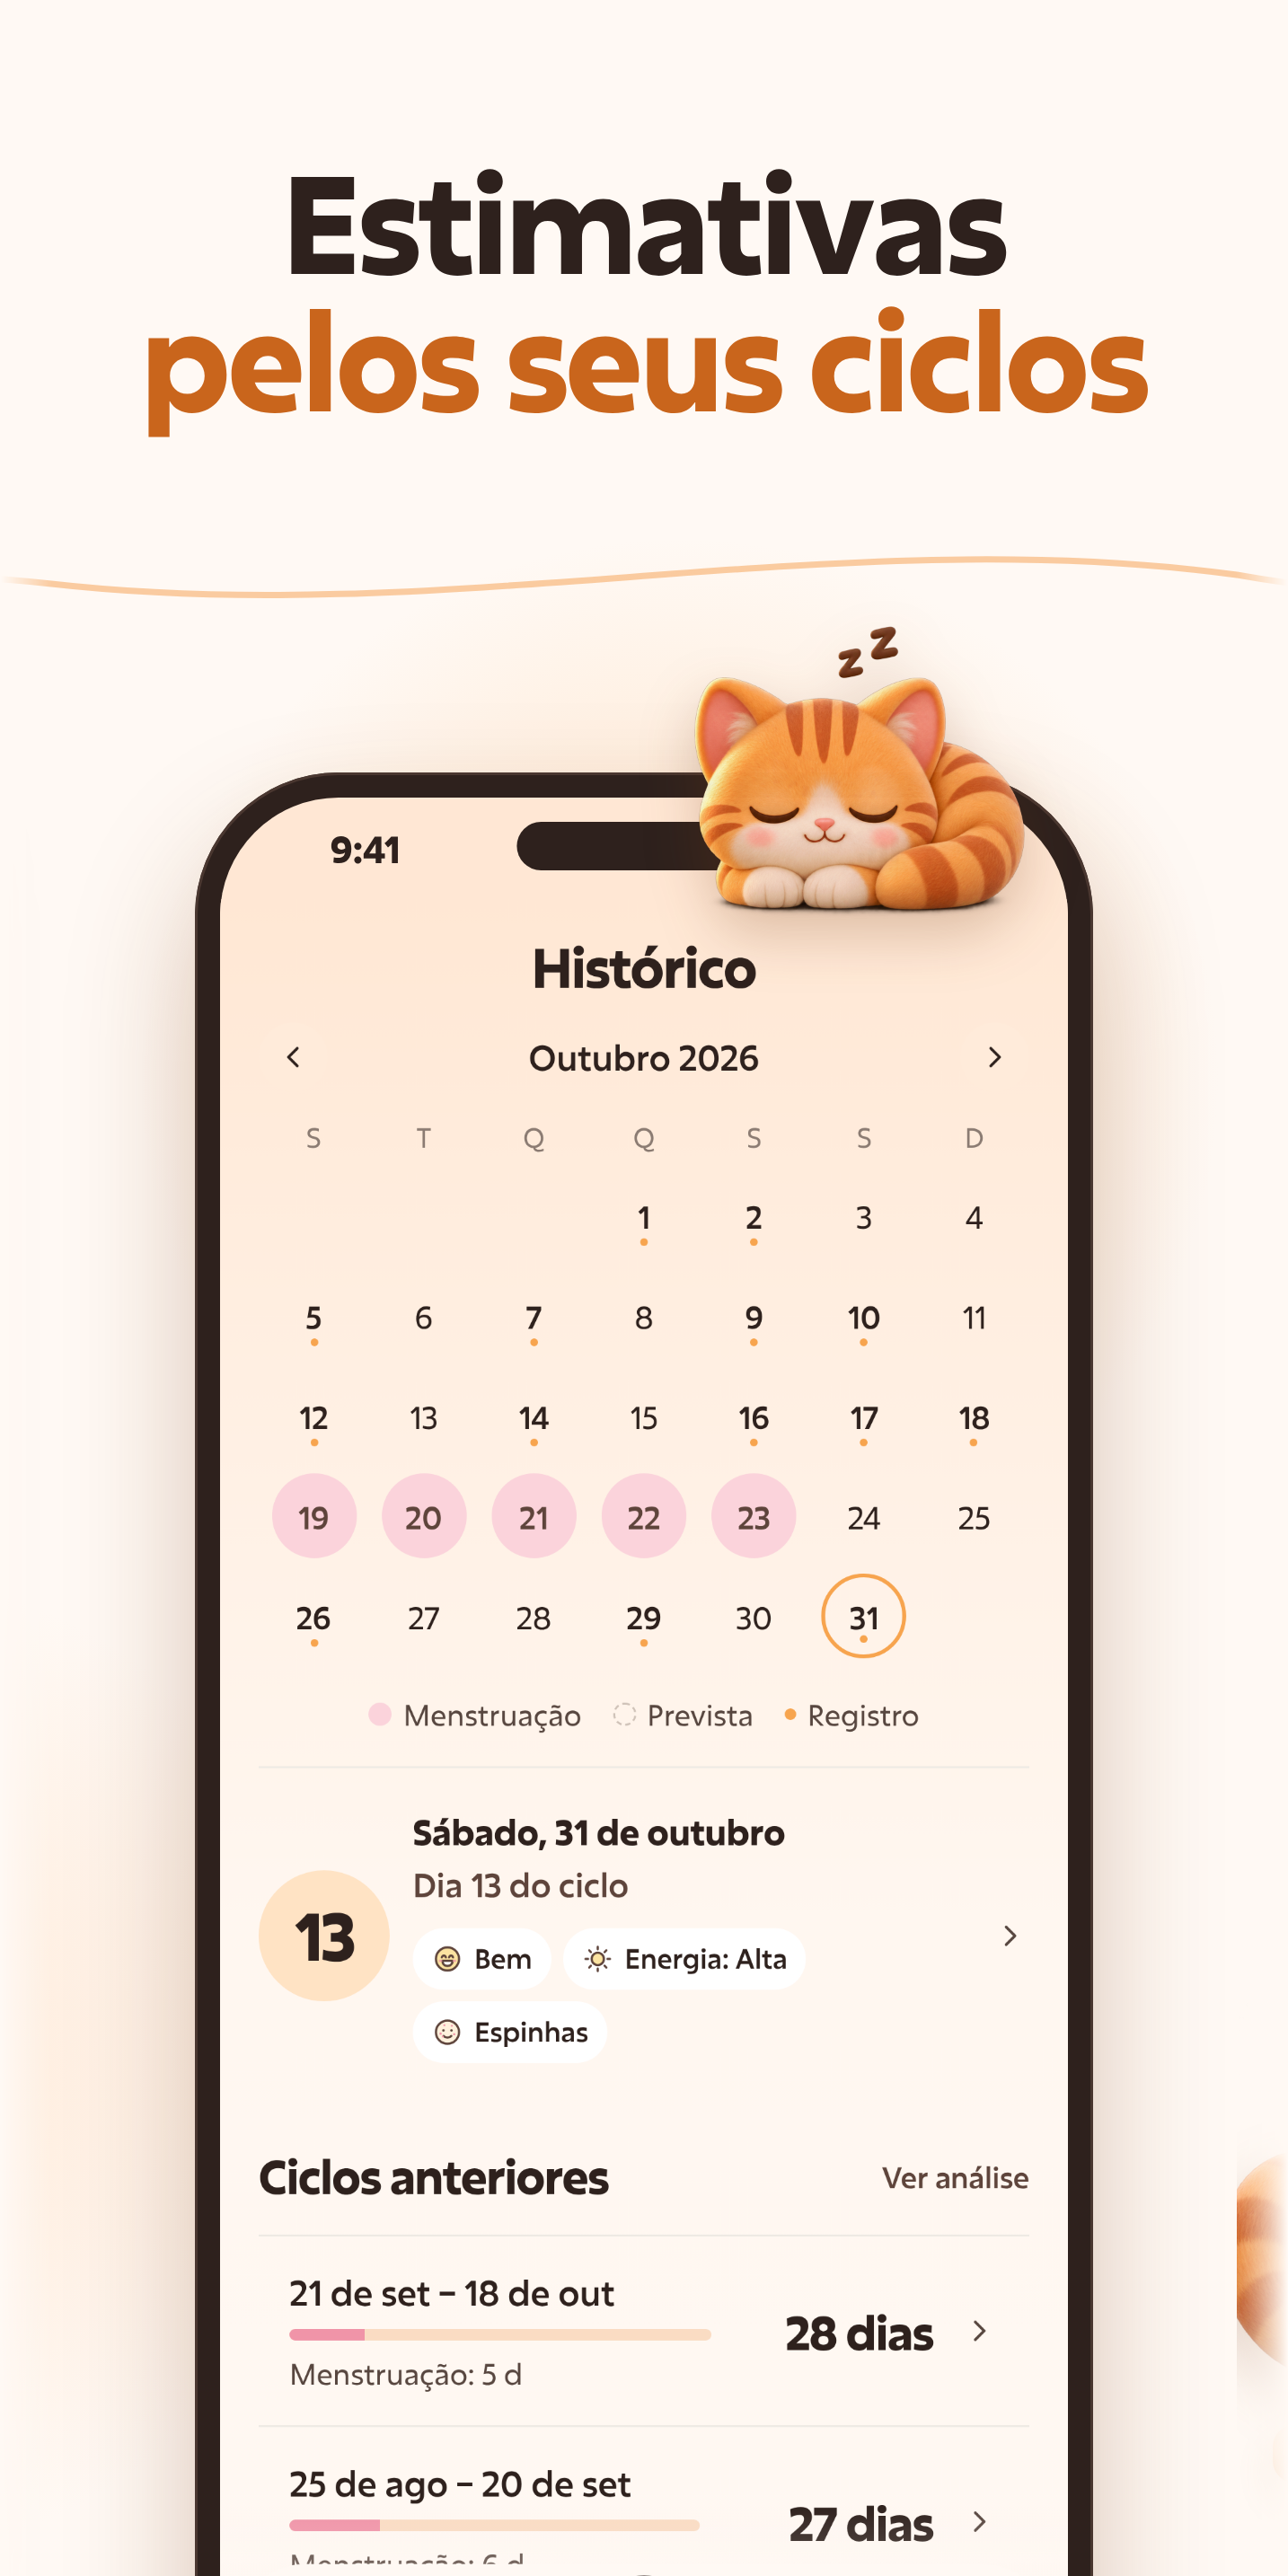 Estimativas
pelos seus ciclos
z z
9:41
Histórico
Outubro 2026
S T Q Q S S D
1 2 3 4
5 6 7 8 9 10 11
12 13 14 15 16 17 18
19 20 21 22 23 24 25
26 27 28 29 30 31
Menstruação Prevista Registro
Sábado, 31 de outubro
Dia 13 do ciclo
13
Bem Energia: Alta
Espinhas
Ciclos anteriores Ver análise
21 de set – 18 de out
28 dias
Menstruação: 5 d
25 de ago – 20 de set
27 dias
Menstruação: 6 d